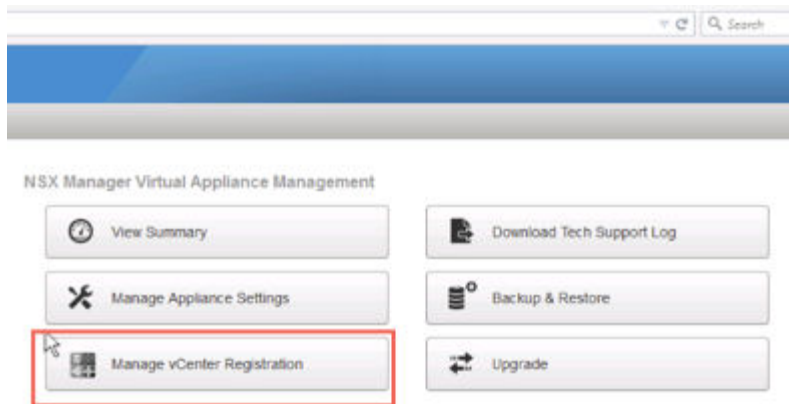 Search
NSX Manager Virtual Appliance Management
View Summary
Download Tech Support Log
Manage Appliance Settings
Backup & Restore
Manage vCenter Registration
Upgrade